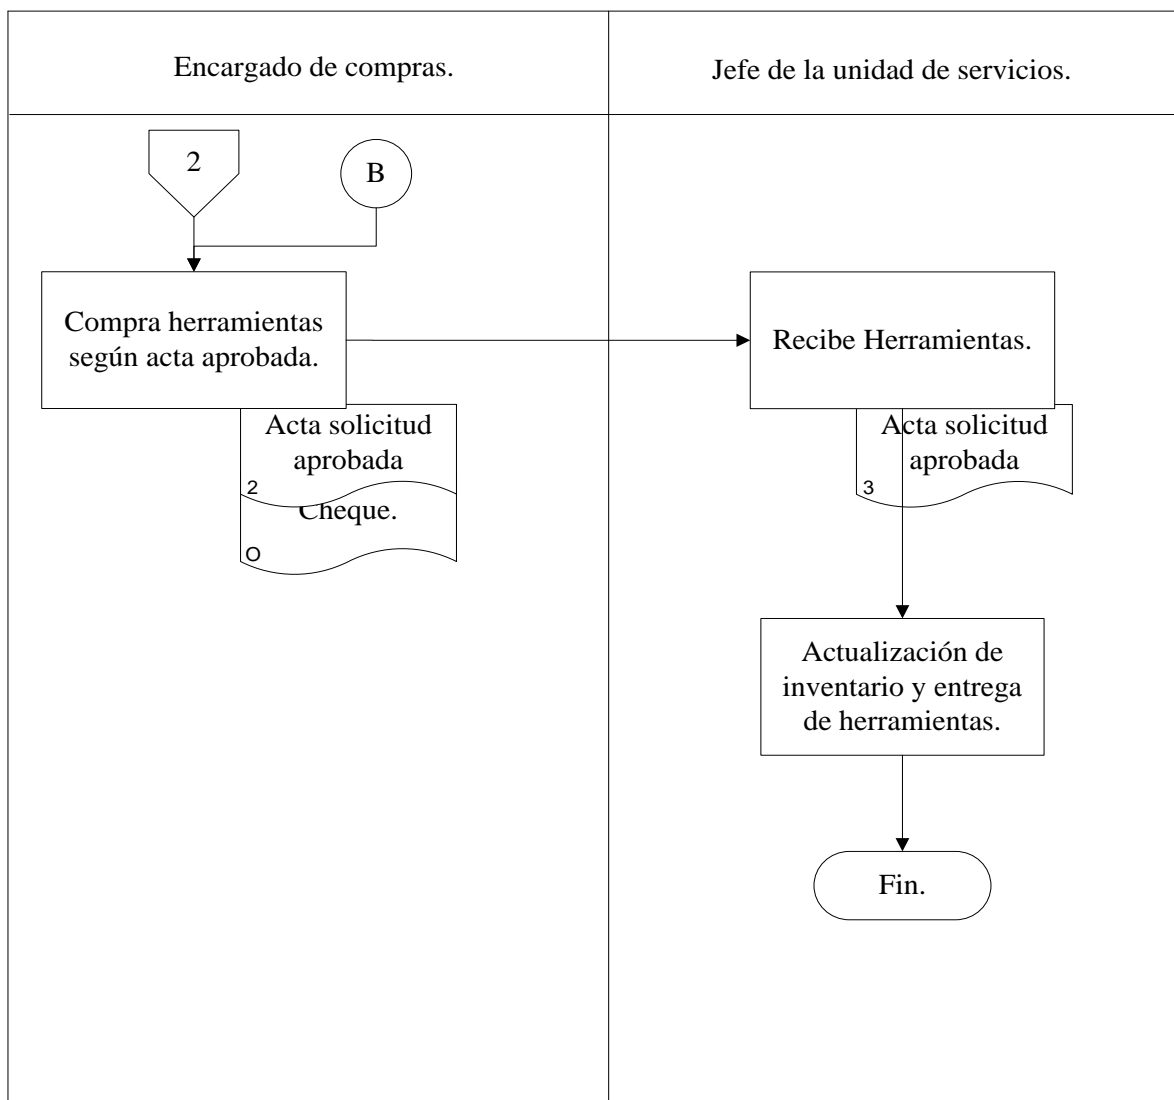 Encargado de compras.
Jefe de la unidad de servicios.
2
B
Compra herramientas
según acta aprobada.
Recibe Herramientas.
Acta solicitud
aprobada
2
Cheque.
O
Acta solicitud
aprobada
3
Actualización de
inventario y entrega
de herramientas.
Fin.